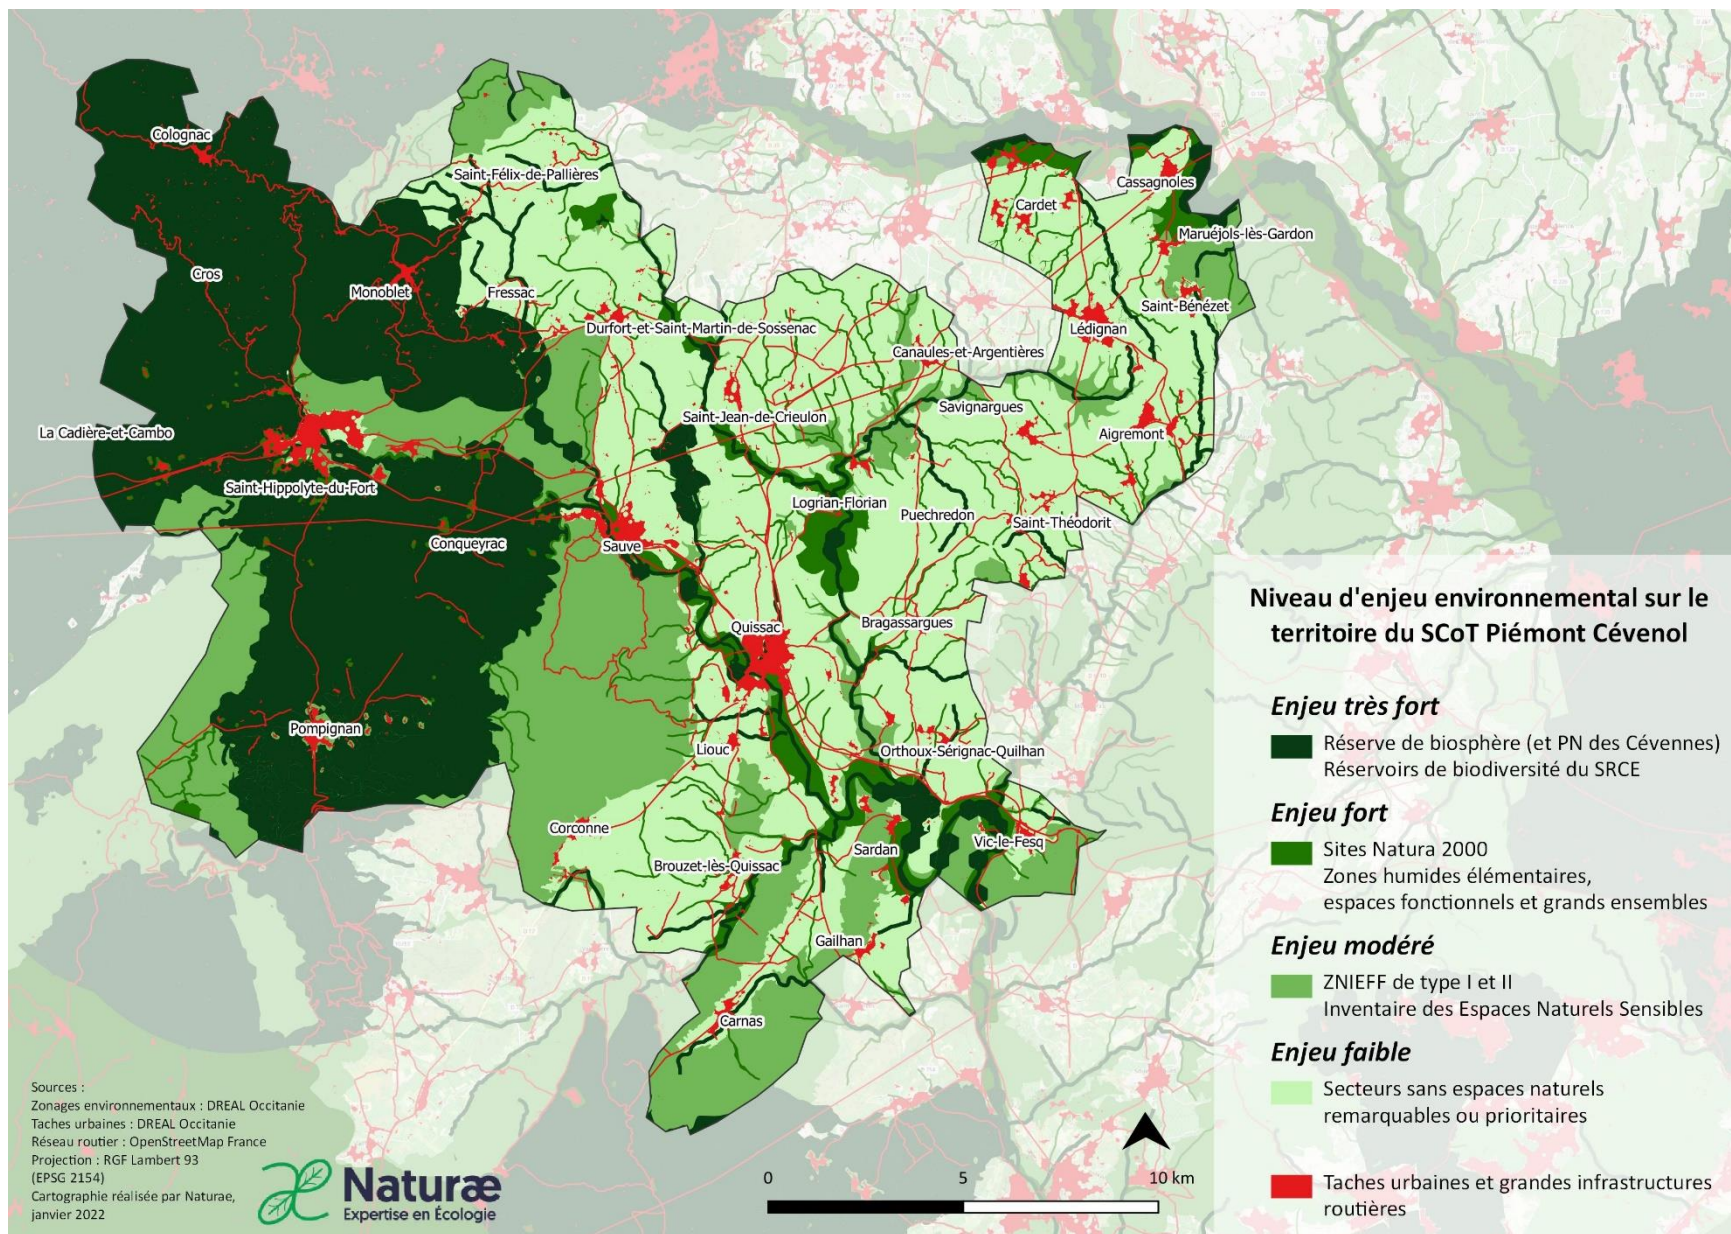 Colognac
Saint-Félix-de-Pallières
Cassagnoles
Cardet
Maruéjols-lès-Gardon
Cros
Monoblet
Fressac
Saint-Bénézet
Durfort-et-Saint-Martin-de-Sossenac
Lédignan
Canaules-et-Argentières
Savignargues
Saint-Jean-de-Crieulon
La Cadière-et-Cambo
Aigremont
Saint-Hippolyte-du-Fort
Logrian-Florian
Puechredon
Saint-Théodorit
Conqueyrac
Sauve
Quissac
Bragassargues
Pompignan
Liouc
Orthoux-Sérignac-Quilhan
Corconne
Sardan
Vic-le-Fesq
Brouzet-lès-Quissac
Gailhan
Carnas
Niveau d'enjeu environnemental sur le
territoire du SCoT Piémont Cévenol
Enjeu très fort
Réserve de biosphère (et PN des Cévennes)
Réservoirs de biodiversité du SRCE
Enjeu fort
Sites Natura 2000
Zones humides élémentaires,
espaces fonctionnels et grands ensembles
Enjeu modéré
ZNIEFF de type I et II
Inventaire des Espaces Naturels Sensibles
Enjeu faible
Secteurs sans espaces naturels
remarquables ou prioritaires
Taches urbaines et grandes infrastructures
routières
Sources :
Zonages environnementaux : DREAL Occitanie
Taches urbaines : DREAL Occitanie
Réseau routier : OpenStreetMap France
Projection : RGF Lambert 93
(EPSG 2154)
Cartographie réalisée par Naturae,
janvier 2022
Naturæ
Expertise en Écologie
0 5 10 km